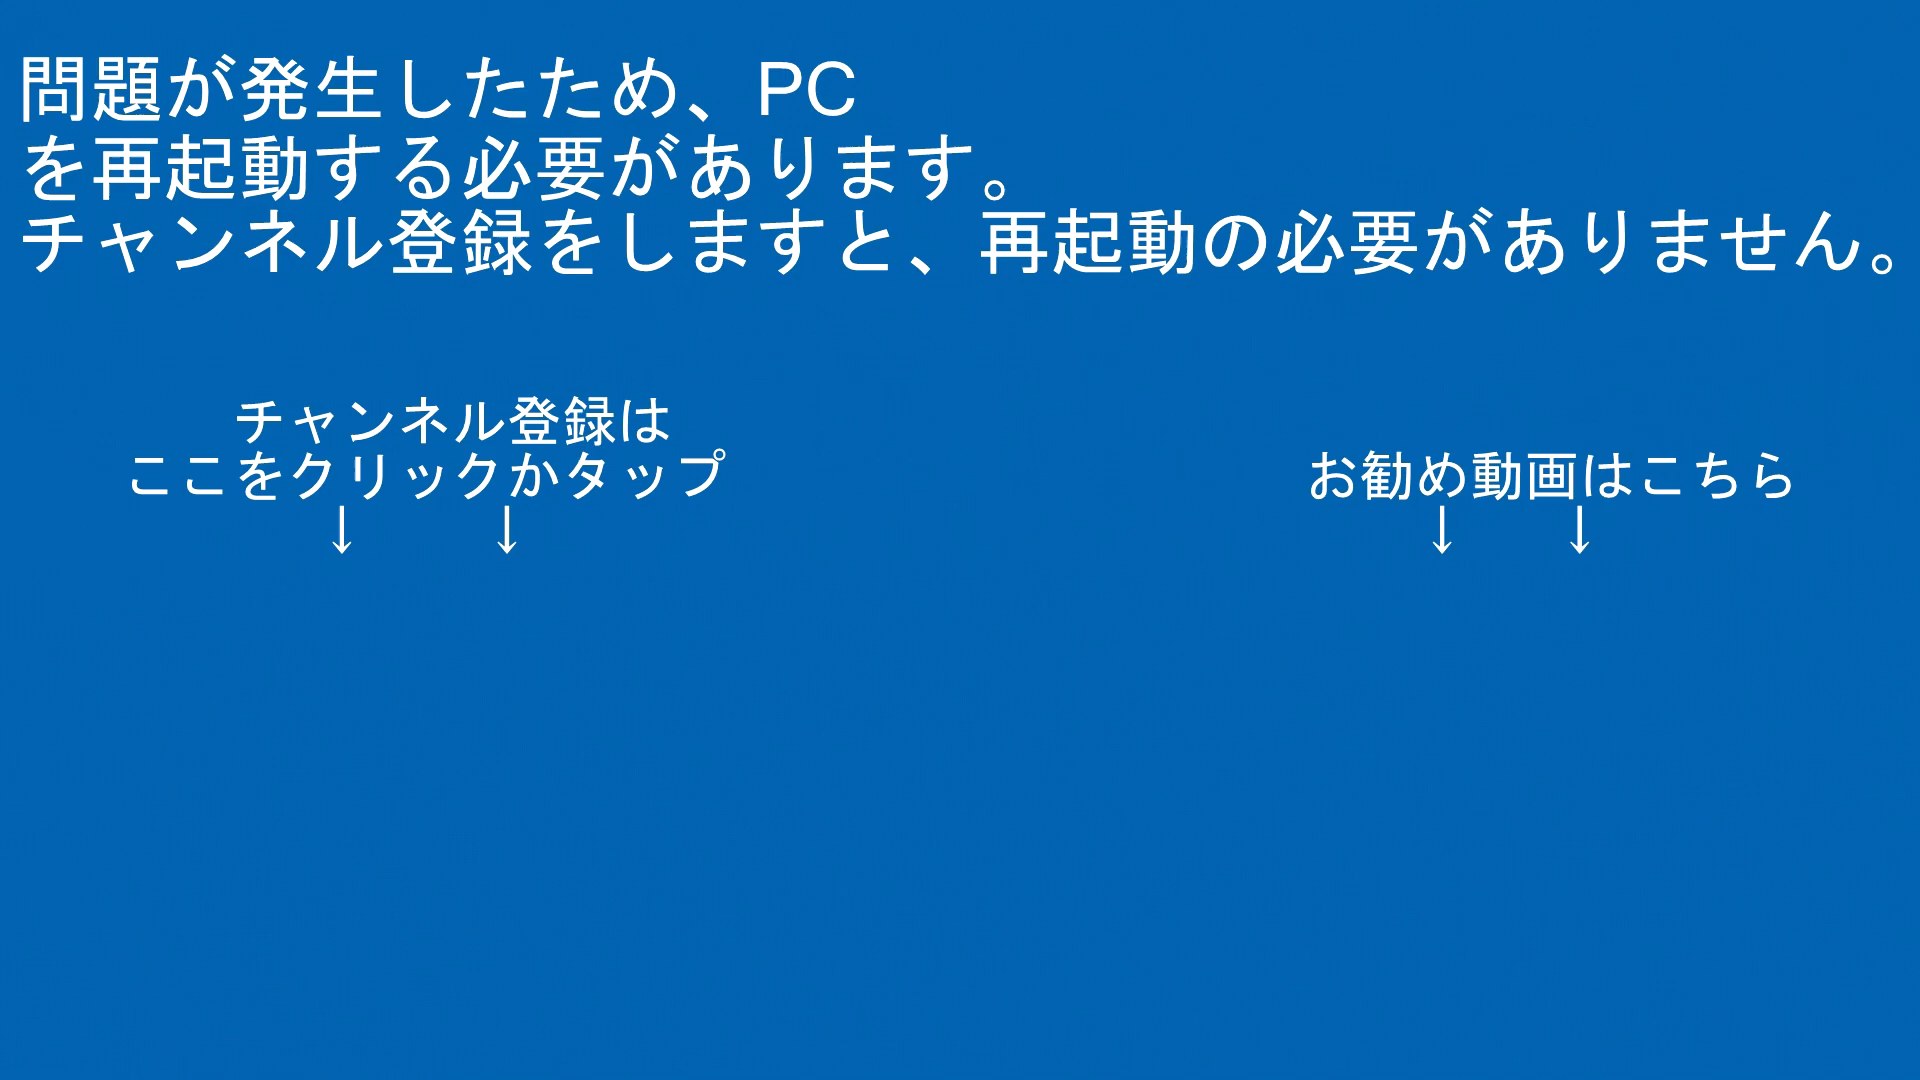 問題が発生したため、PC
を再起動する必要があります。
チャンネル登録をしますと、再起動の必要がありません。
チャンネル登録は
ここをクリックかタップ
↓ ↓
お勧め動画はこちら
↓ ↓